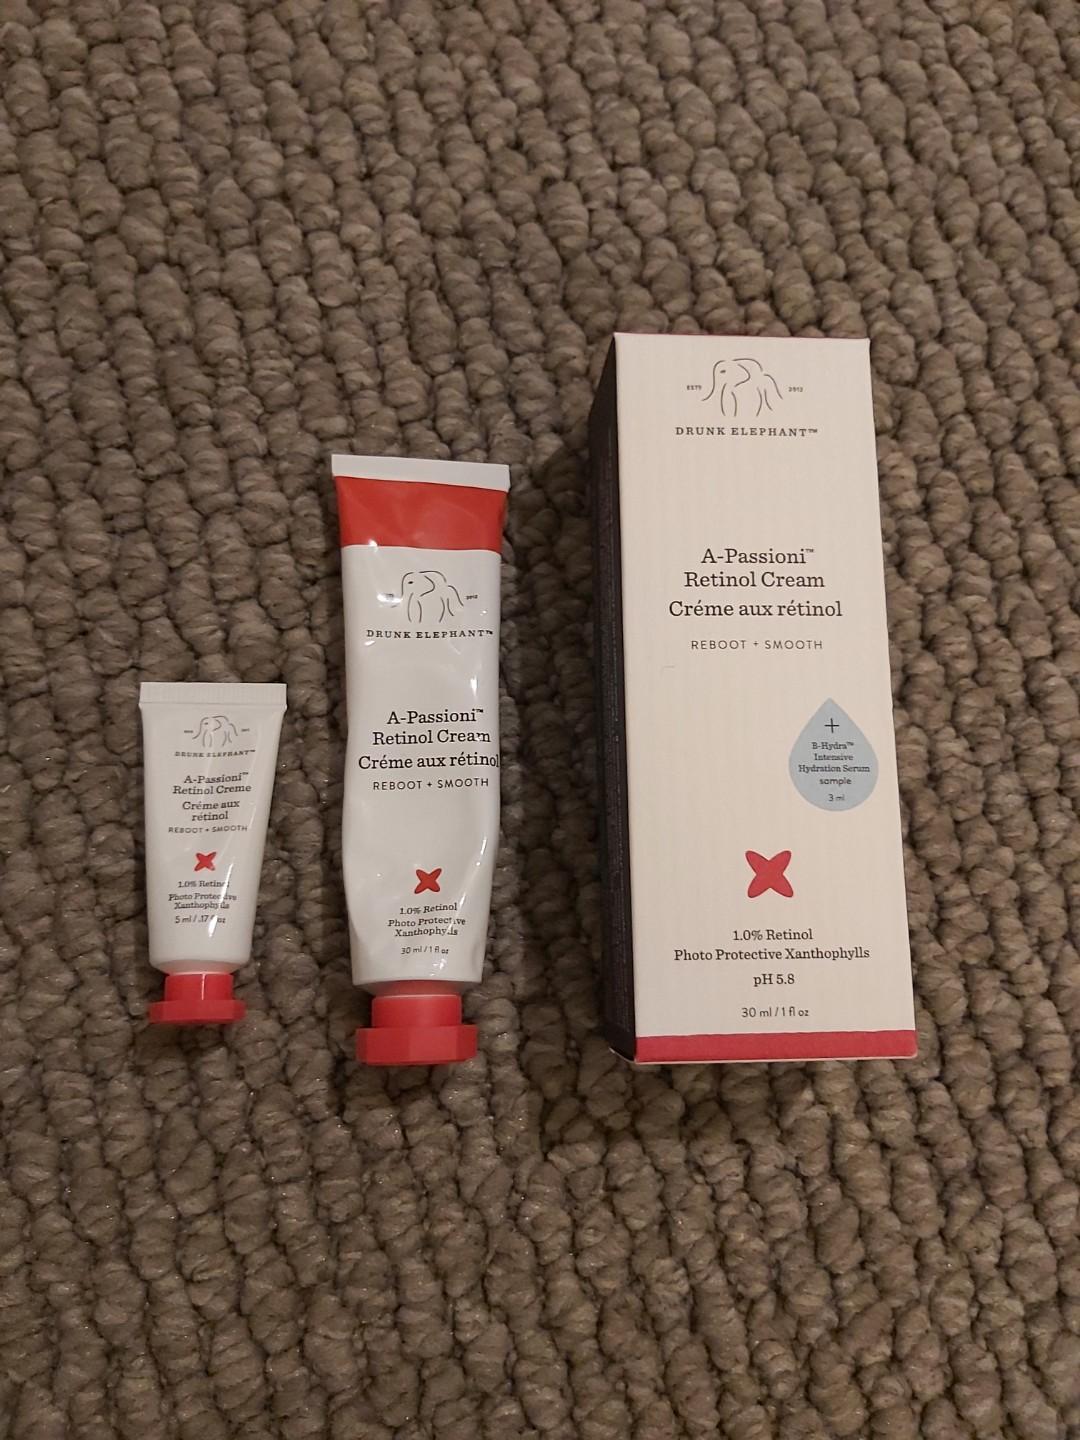 DRUNK ELEPHANT™
A-Passioni™
Retinol Creme
Créme aux
rétinol
REBOOT + SMOOTH
1.0% Retinol
Photo Protective
Xanthophylls
5 ml / .17 fl oz
2012
DRUNK ELEPHANT™
A-Passioni™
Retinol Cream
Créme aux rétinol
REBOOT + SMOOTH
1.0% Retinol
Photo Protective
Xanthophylls
30 ml / 1 fl oz
ESTD 2012
DRUNK ELEPHANT™
A-Passioni™
Retinol Cream
Créme aux rétinol
REBOOT + SMOOTH
+
B-Hydra™
Intensive
Hydration Serum
sample
3 ml
1.0% Retinol
Photo Protective Xanthophylls
pH 5.8
30 ml / 1 fl oz